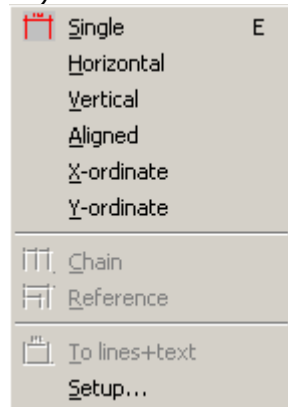 Single E
Horizontal
Vertical
Aligned
X-ordinate
Y-ordinate
Chain
Reference
To lines+text
Setup...